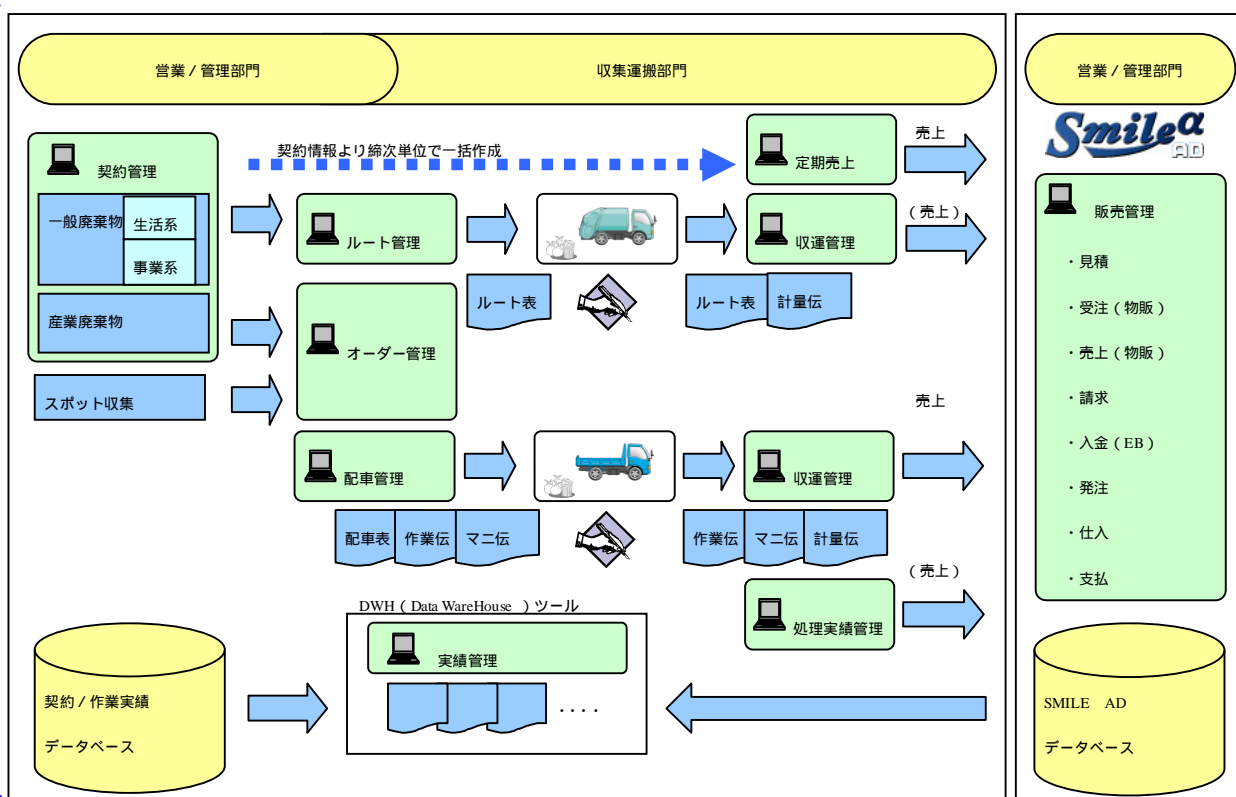 営業 / 管理部門
収集運搬部門
営業 / 管理部門
Smileα
AD
契約管理
一般廃棄物
生活系
事業系
産業廃棄物
スポット収集
契約情報より締次単位で一括作成
定期売上
売上
ルート管理
収運管理
(売上)
ルート表
ルート表
計量伝
オーダー管理
売上
配車管理
収運管理
配車表
作業伝
マニ伝
作業伝
マニ伝
計量伝
(売上)
処理実績管理
DWH ( Data WareHouse ) ツール
実績管理
・・・・
契約 / 作業実績
データベース
販売管理
・見積
・受注 ( 物販 )
・売上 ( 物販 )
・請求
・入金 ( EB )
・発注
・仕入
・支払
SMILE AD
データベース